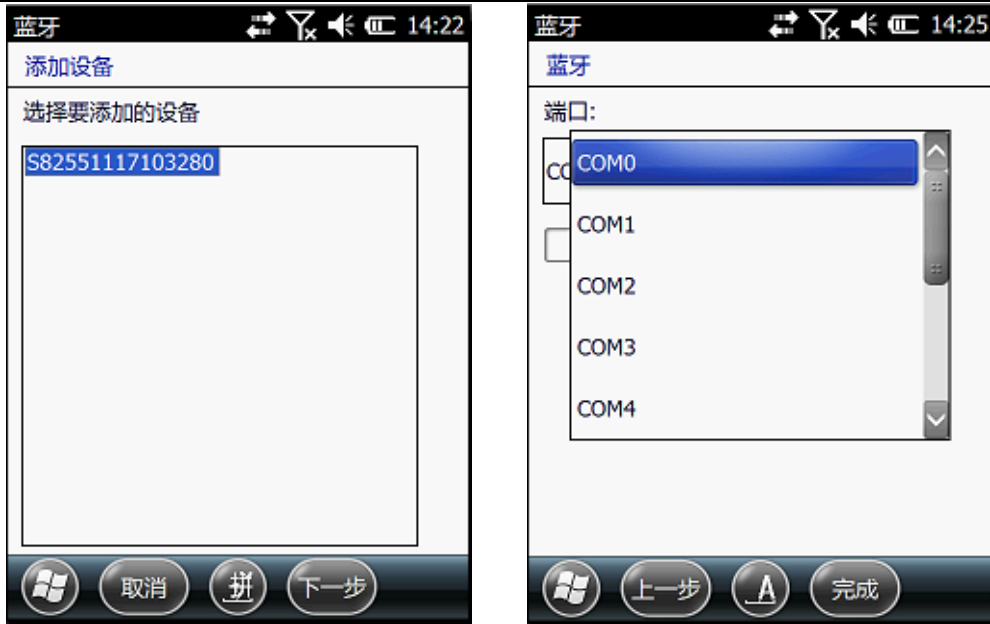 蓝牙 14:22
添加设备
选择要添加的设备
S82551117103280
取消 拼 下一步
蓝牙 14:25
蓝牙
端口:
CO
COM0
COM1
COM2
COM3
COM4
上一步 A 完成